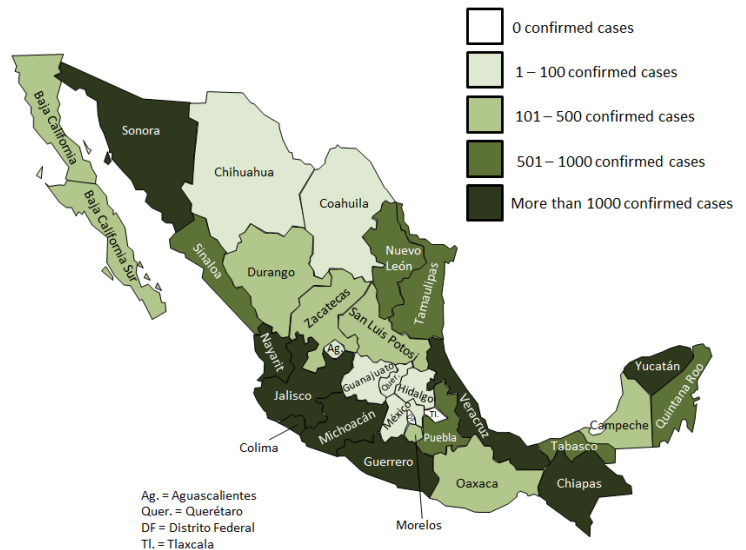 0 confirmed cases
1 – 100 confirmed cases
101 – 500 confirmed cases
501 – 1000 confirmed cases
More than 1000 confirmed cases
Baja California
Sonora
Chihuahua
Coahuila
Baja California Sur
Sinaloa
Durango
Nuevo
León
Tamaulipas
Zacatecas
San Luis Potosí
Nayarit
Ag.
Guanajuato
Quer.
Hidalgo
Jalisco
México
DF
Tl.
Veracruz
Yucatán
Quintana Roo
Campeche
Michoacán
Puebla
Tabasco
Colima
Guerrero
Oaxaca
Chiapas
Morelos
Ag. = Aguascalientes
Quer. = Querétaro
DF = Distrito Federal
Tl. = Tlaxcala